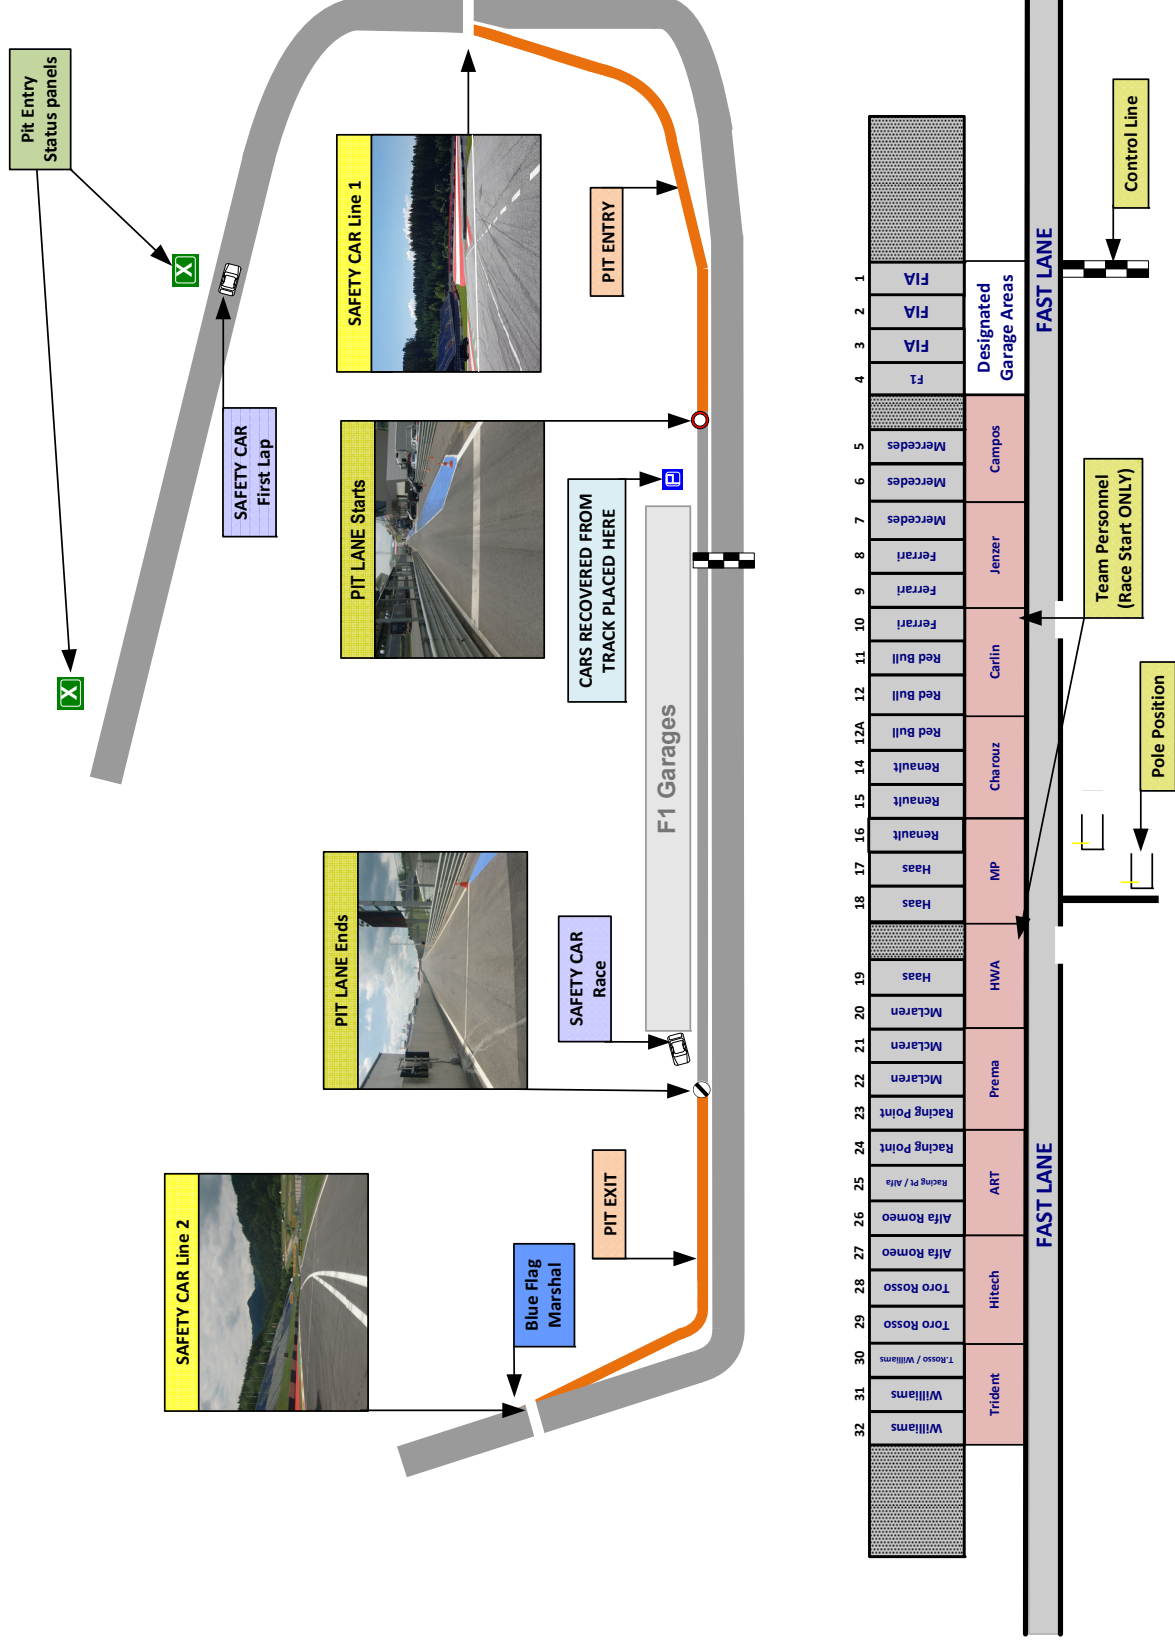 Pit Entry
Status panels
X
X
SAFETY CAR
First Lap
SAFETY CAR Line 1
PIT LANE Starts
PIT ENTRY
CARS RECOVERED FROM
TRACK PLACED HERE
F1 Garages
PIT LANE Ends
SAFETY CAR
Race
SAFETY CAR Line 2
Blue Flag
Marshal
PIT EXIT
P
1
FIA
2
FIA
3
FIA
4
F1
5
Mercedes
6
Mercedes
7
Mercedes
8
Ferrari
9
Ferrari
10
Ferrari
11
Red Bull
12
Red Bull
12A
Red Bull
14
Renault
15
Renault
16
Renault
17
Haas
18
Haas
19
Haas
20
McLaren
21
McLaren
22
McLaren
23
Racing Point
24
Racing Point
25
Racing Pt / Alfa
26
Alfa Romeo
27
Alfa Romeo
28
Toro Rosso
29
Toro Rosso
30
T.Rosso / Williams
31
Williams
32
Williams
Designated
Garage Areas
Campos
Jenzer
Carlin
Charouz
MP
HWA
Prema
ART
Hitech
Trident
FAST LANE
FAST LANE
Control Line
Team Personnel
(Race Start ONLY)
Pole Position